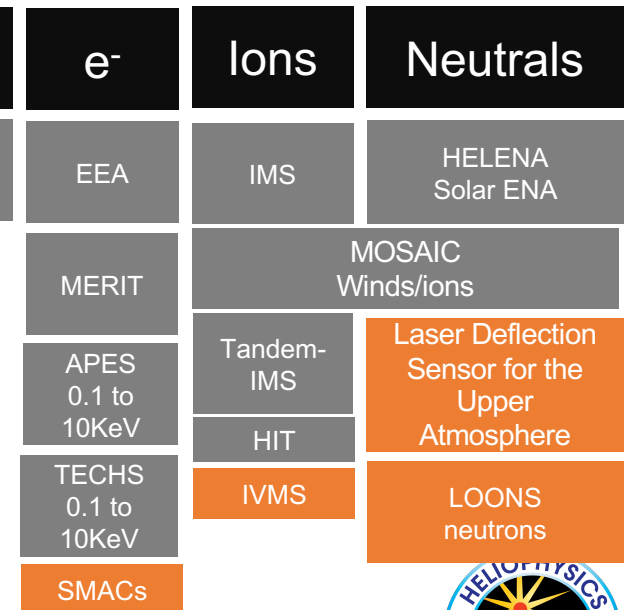 e-
Ions
Neutrals
EEA
IMS
HELENA
Solar ENA
MERIT
MOSAIC
Winds/ions
APES
0.1 to
10KeV
Tandem-
IMS
Laser Deflection
Sensor for the
Upper
Atmosphere
HIT
TECHS
0.1 to
10KeV
IVMS
LOONS
neutrons
SMACs
HELIOPHYSICS